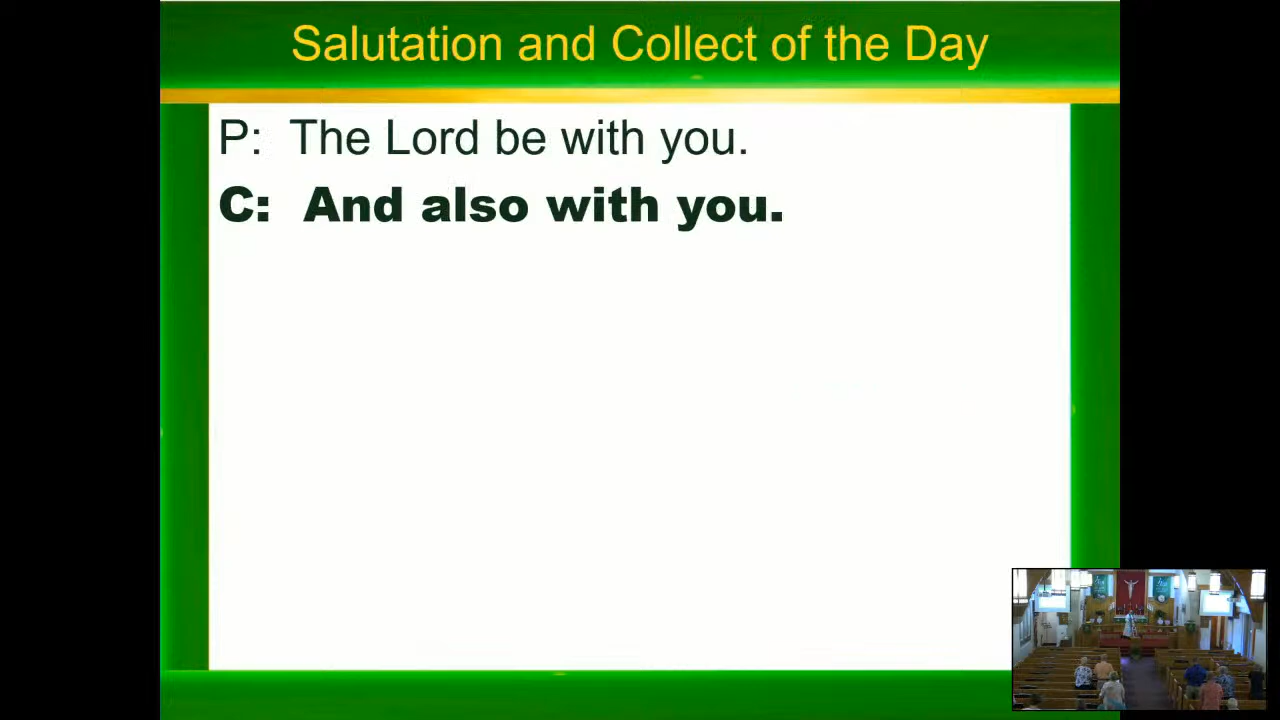 Salutation and Collect of the Day
P: The Lord be with you.
C: And also with you.